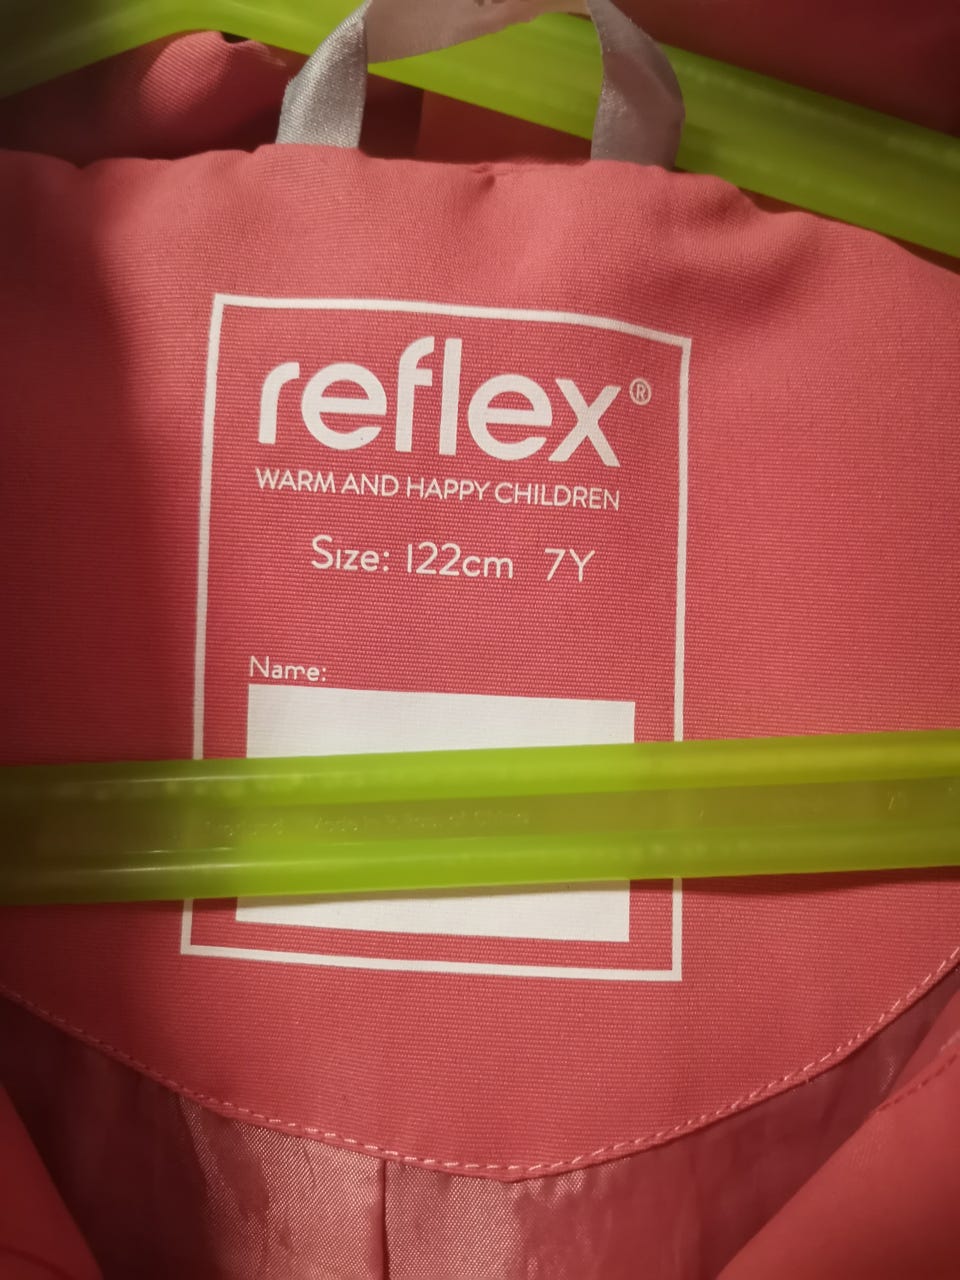 reflex®
WARM AND HAPPY CHILDREN
Size: 122cm 7Y
Name: